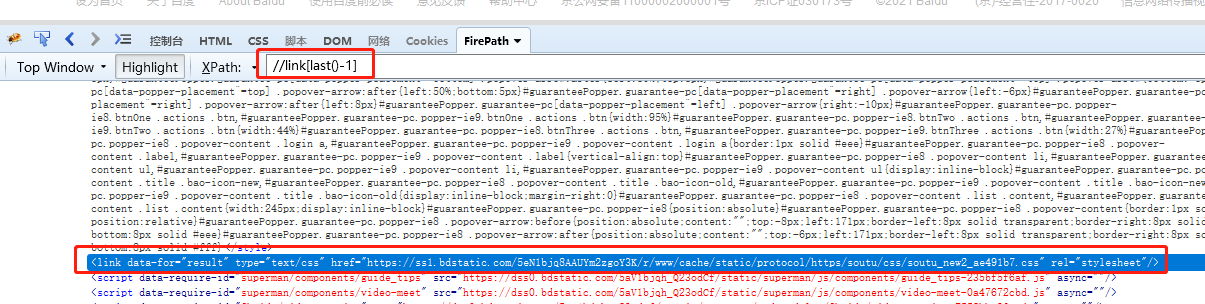 设为首页 关于百度 About Baidu 使用百度前必读 意见反馈 帮助中心 京公网安备11000002000001号 京ICP证030173号 ©2021 Baidu (京)-经营性-2017-0020 信息网络传播视
控制台 HTML CSS 脚本 DOM 网络 Cookies FirePath
Top Window Highlight XPath: //link[last()-1]
pc[data-popper-placement^=top] .popover-arrow:after{left:50%;bottom:5px}#guaranteePopper.guarantee-pc[data-popper-placement^=right] .popover-arrow:after{left:-6px}#guaranteePopper.guarantee-pc[data-popper-
placement^=right] .popover-arrow:after{left:8px}#guaranteePopper.guarantee-pc[data-popper-placement^=left] .popover-arrow{right:-10px}#guaranteePopper.guarantee-pc.popper-
ie8.btnOne .actions .btn,#guaranteePopper.guarantee-pc.popper-ie9.btnOne .actions .btn{width:95%}#guaranteePopper.guarantee-pc.popper-ie8.btnTwo .actions .btn,#guaranteePopper.guarantee-pc.popper-
ie9.btnTwo .actions .btn{width:44%}#guaranteePopper.guarantee-pc.popper-ie8.btnThree .actions .btn,#guaranteePopper.guarantee-pc.popper-ie9.btnThree .actions .btn{width:27%}#guaranteePopper.guarantee-
pc.popper-ie8 .popover-content .login a,#guaranteePopper.guarantee-pc.popper-ie9 .popover-content .login a{border:1px solid #eee}#guaranteePopper.guarantee-pc.popper-ie8 .popover-
content .label,#guaranteePopper.guarantee-pc.popper-ie9 .popover-content .label{vertical-align:top}#guaranteePopper.guarantee-pc.popper-ie8 .popover-content li,#guaranteePopper.guarantee-pc.popper-ie8 .popover-
content ul,#guaranteePopper.guarantee-pc.popper-ie9 .popover-content li,#guaranteePopper.guarantee-pc.popper-ie9 .popover-content ul{display:inline-block}#guaranteePopper.guarantee-pc.popper-ie8 .popover-
content .title .bao-icon-new,#guaranteePopper.guarantee-pc.popper-ie8 .popover-content .title .bao-icon-old,#guaranteePopper.guarantee-pc.popper-ie9 .popover-content .title .bao-icon-new
pc.popper-ie9 .popover-content .title .bao-icon-old{display:inline-block;margin-right:0}#guaranteePopper.guarantee-pc.popper-ie8 .popover-content .list .content,#guaranteePopper.guarantee-pc.popper-ie9 .popover-
content .list .content{width:245px;display:inline-block}#guaranteePopper.guarantee-pc.popper-ie8{position:absolute}#guaranteePopper.guarantee-pc.popper-ie8 .popover-content{border:1px so
position:relative}#guaranteePopper.guarantee-pc.popper-ie8 .popover-arrow:before{position:absolute;content:"";top:-8px;left:171px;border-left:8px solid transparent;border-right:8px solid
bottom:8px solid #eee}#guaranteePopper.guarantee-pc.popper-ie8 .popover-arrow:after{position:absolute;content:"";top:-6px;left:171px;border-left:8px solid transparent;border-right:8px solid
bottom:8px solid #fff}</style>
<link data-for="result" type="text/css" href="https://ss1.bdstatic.com/5eN1bjq8AAUYm2zgoY3K/r/www/cache/static/protocol/https/soutu/css/soutu_new2_ae491b7.css" rel="stylesheet"/>
<script data-require-id="superman/components/guide_tips" src="https://dss0.bdstatic.com/5aV1bjqh_Q23odCf/static/superman/js/components/guide_tips-235bf5f6af.js" async=""/>
<script data-require-id="superman/components/video-meet" src="https://dss0.bdstatic.com/5aV1bjqh_Q23odCf/static/superman/js/components/video-meet-0a47672cbd.js" async=""/>